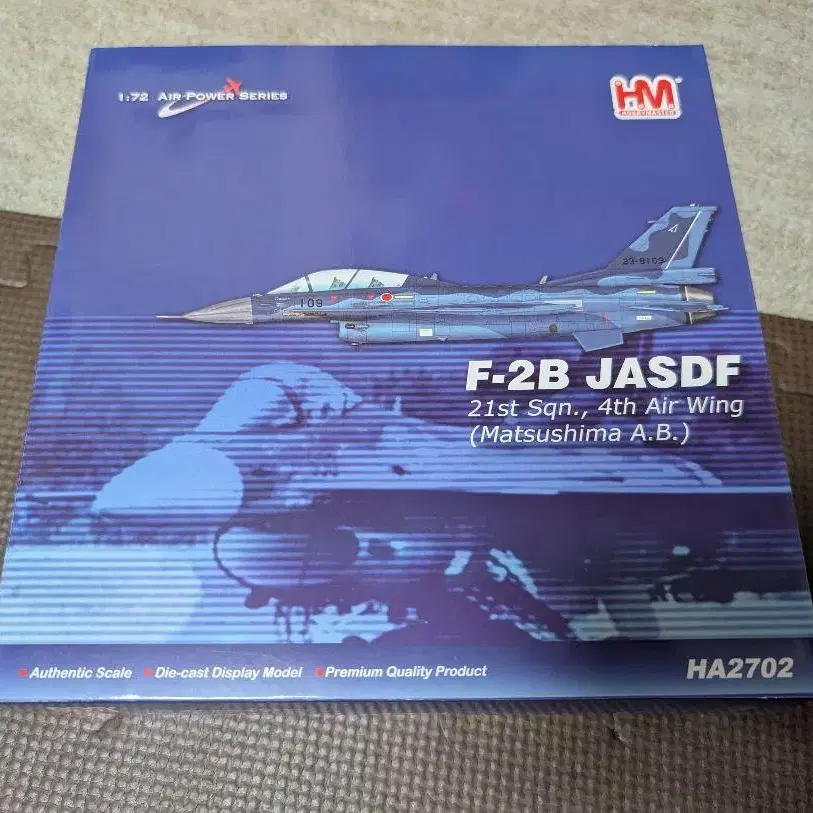 1:72 AIR POWER SERIES
HM
HOBBYMASTER
23-8109
109
F-2B JASDF
21st Sqn., 4th Air Wing
(Matsushima A.B.)
Authentic Scale Die-cast Display Model Premium Quality Product
HA2702